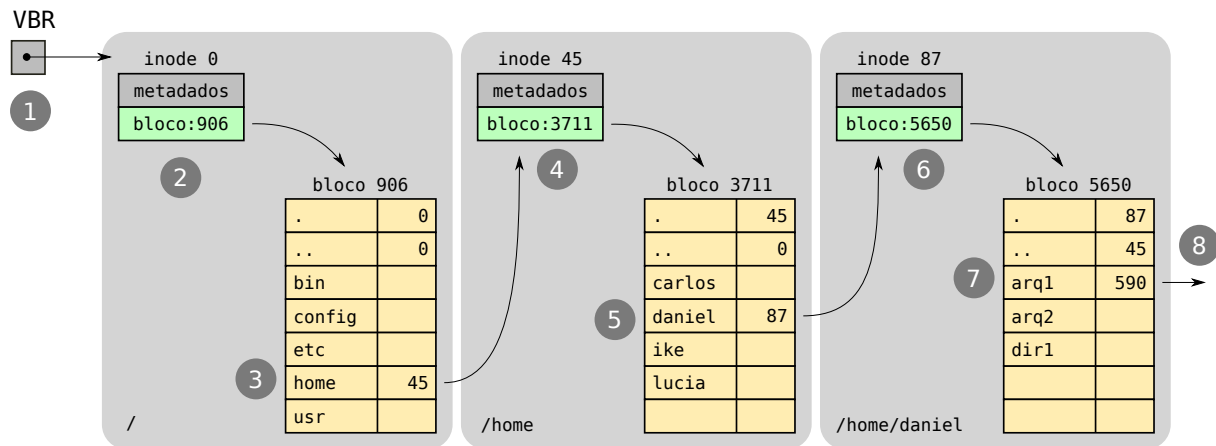 VBR
1
inode 0
metadados
bloco:906
2
bloco 906
. 0
.. 0
bin
config
etc
3
home 45
usr
/
inode 45
metadados
bloco:3711
4
bloco 3711
. 45
.. 0
carlos
5
daniel 87
ike
lucia
/home
inode 87
metadados
bloco:5650
6
bloco 5650
. 87
.. 45
7
arq1 590
8
arq2
dir1
/home/daniel